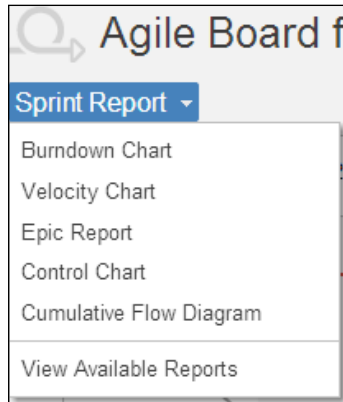 Agile Board f
Sprint Report
Burndown Chart
Velocity Chart
Epic Report
Control Chart
Cumulative Flow Diagram
View Available Reports